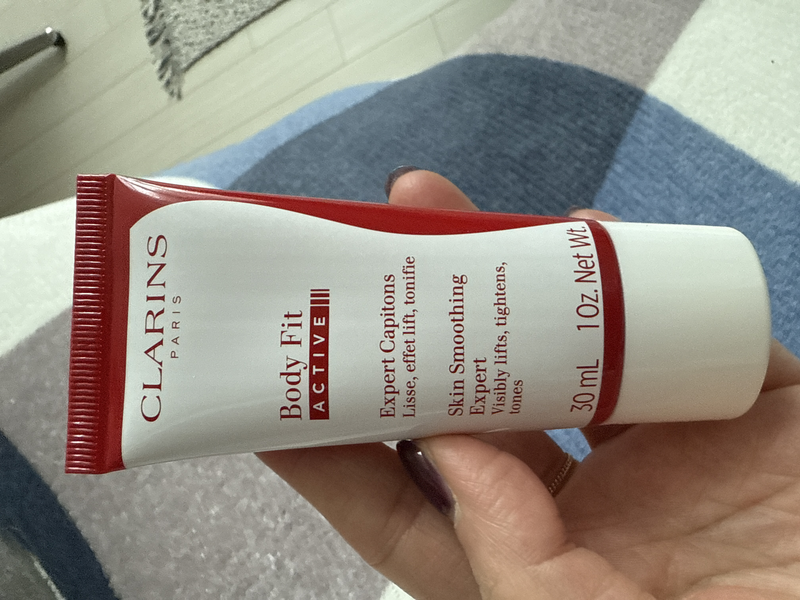 CLARINS
PARIS
Body Fit
ACTIVE
Expert Capitons
Lisse, effet lift, tonifie
Skin Smoothing
Expert
Visibly lifts, tightens,
tones
30 mL 1 Oz. Net Wt.